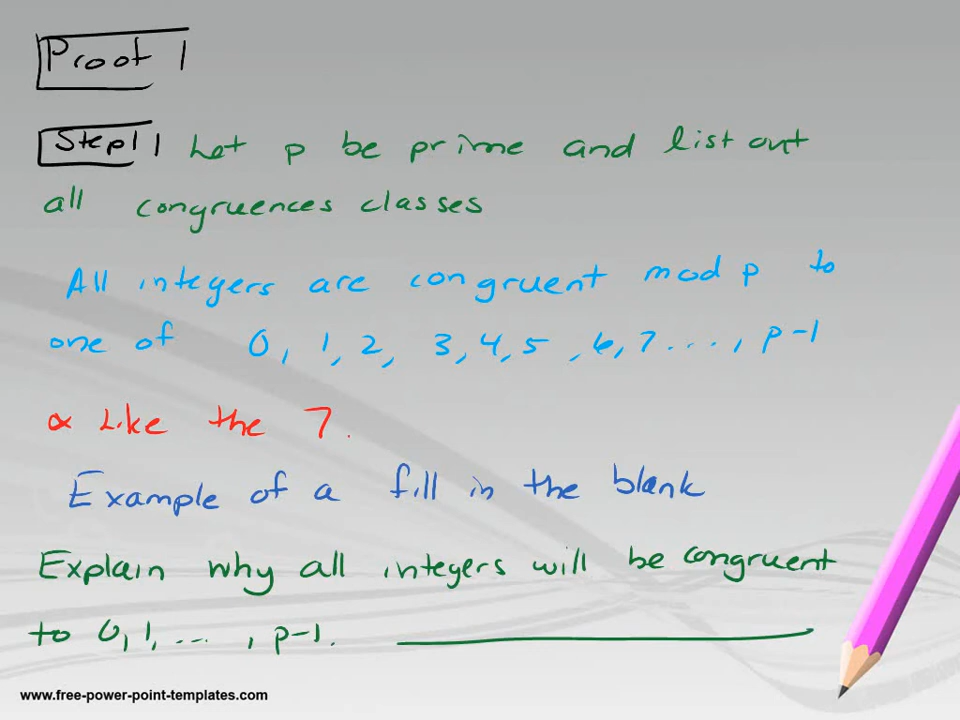 Proof 1
Step 1 Let p be prime and list out
all congruences classes
All integers are congruent mod p to
one of 0, 1, 2, 3, 4, 5, 6, 7 ..., p-1
∝ Like the 7.
Example of a fill in the blank
Explain why all integers will be congruent
to 0, 1, ... , p-1. ____________
www.free-power-point-templates.com